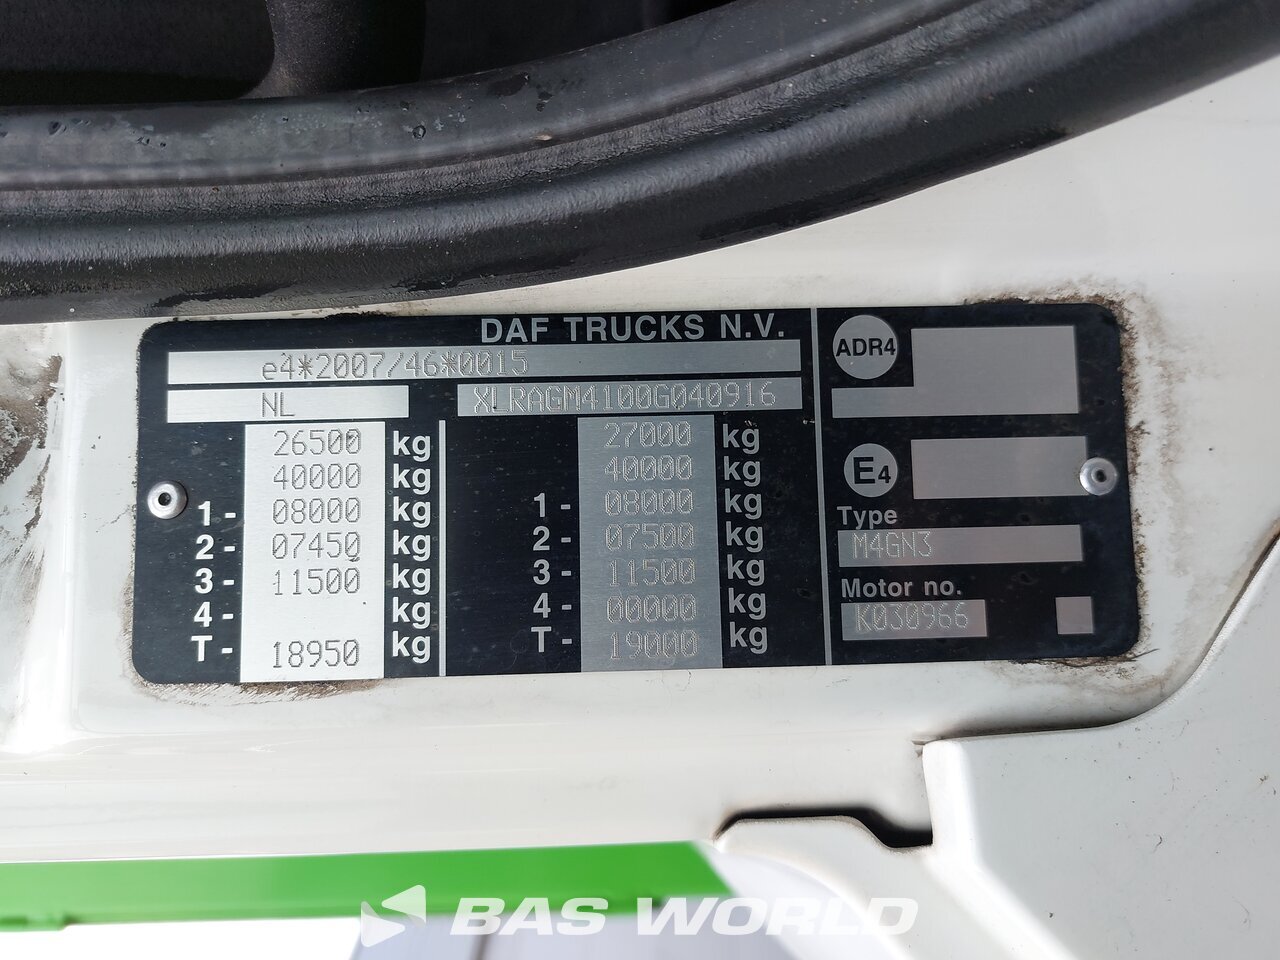 DAF TRUCKS N.V.
e4*2007/46*0015
NL XLRAGM4100G040916
26500 kg 27000 kg
40000 kg 40000 kg
1- 08000 kg 1- 08000 kg
2- 07450 kg 2- 07500 kg
3- 11500 kg 3- 11500 kg
4- kg 4- 00000 kg
T- 18950 kg T- 19000 kg
ADR4
E4
Type
M4GN3
Motor no.
K030966
BAS WORLD